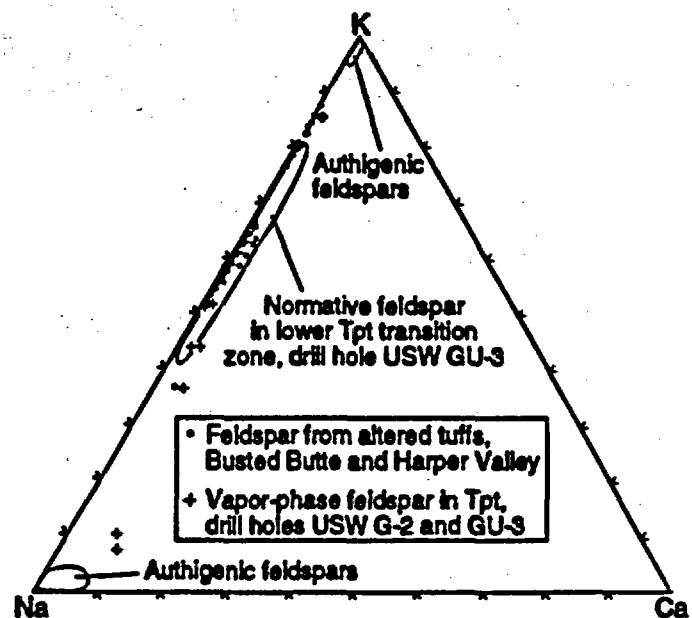 K
Authigenic
feldspars
Normative feldspar
in lower Tpt transition
zone, drill hole USW GU-3
• Feldspar from altered tuffs,
Busted Butte and Harper Valley
+ Vapor-phase feldspar in Tpt,
drill holes USW G-2 and GU-3
Authigenic feldspars
Na
Ca